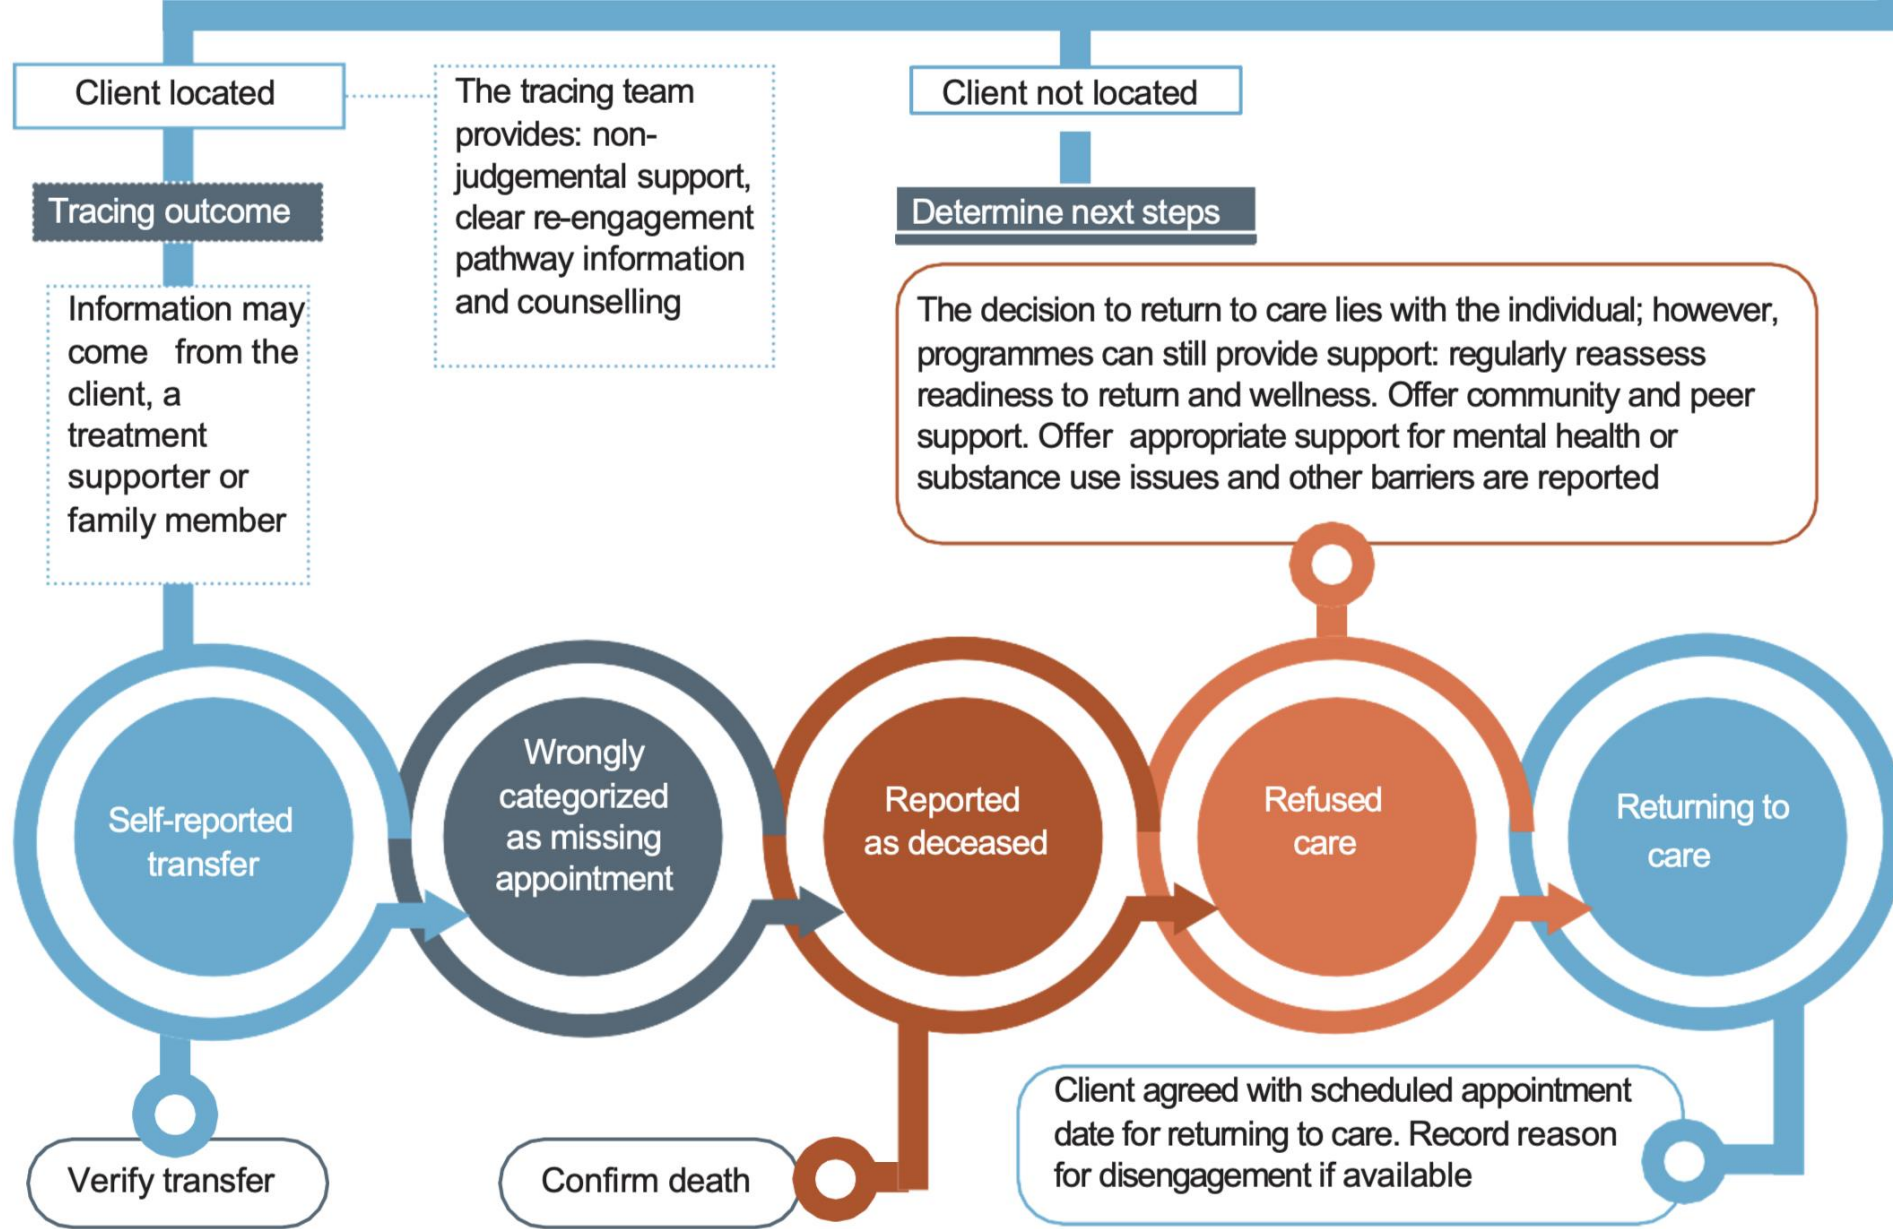 Client located
The tracing team
provides: non-
judgemental support,
clear re-engagement
pathway information
and counselling
Client not located
Tracing outcome
Determine next steps
Information may
come from the
client, a
treatment
supporter or
family member
The decision to return to care lies with the individual; however,
programmes can still provide support: regularly reassess
readiness to return and wellness. Offer community and peer
support. Offer appropriate support for mental health or
substance use issues and other barriers are reported
Self-reported
transfer
Wrongly
categorized
as missing
appointment
Reported
as deceased
Refused
care
Returning to
care
Verify transfer
Confirm death
Client agreed with scheduled appointment
date for returning to care. Record reason
for disengagement if available